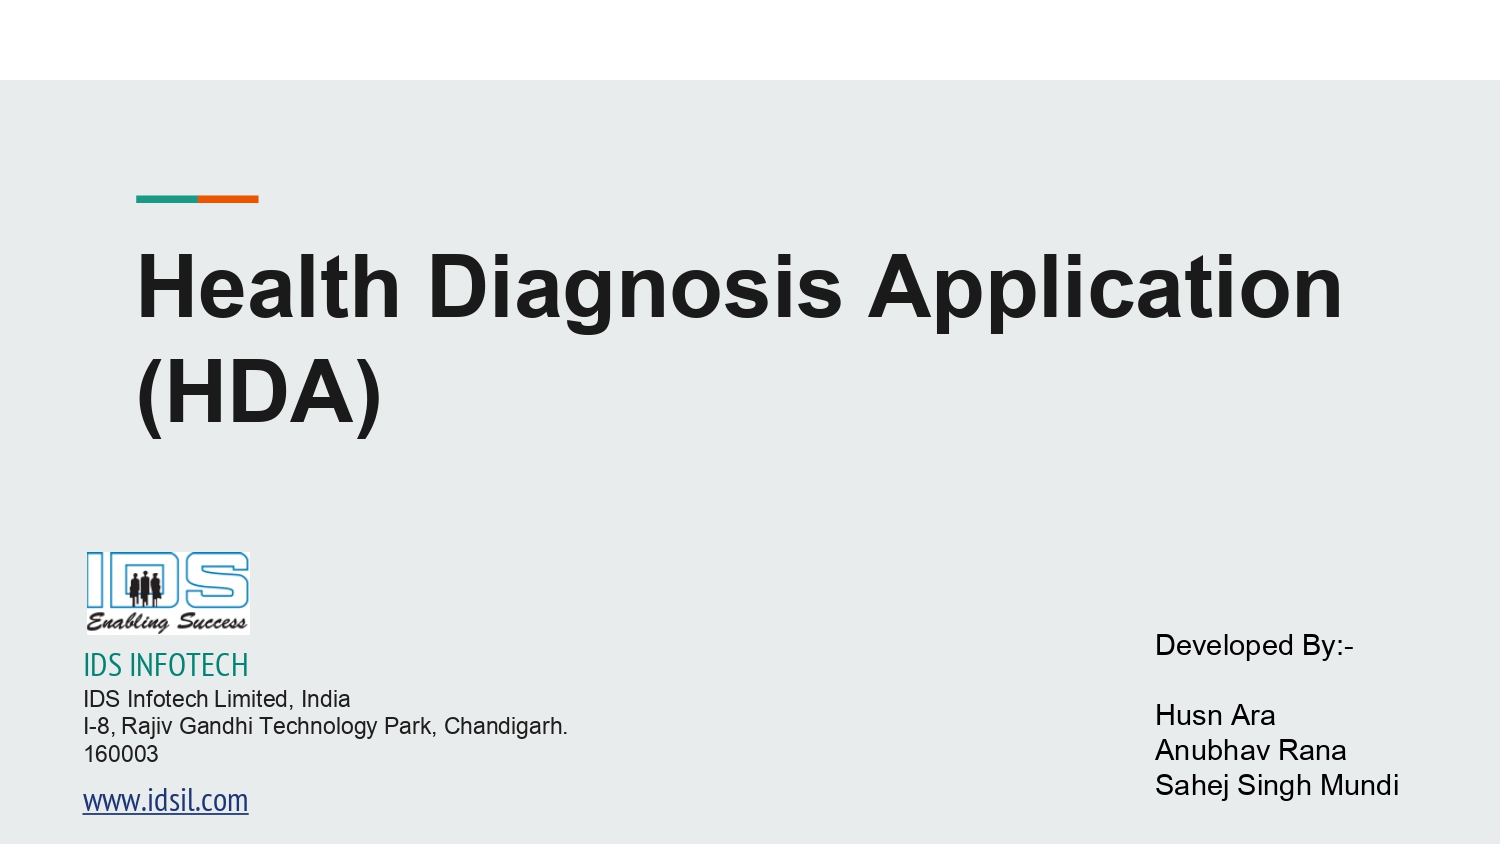 Health Diagnosis Application
(HDA)
IDS
Enabling Success
IDS INFOTECH
IDS Infotech Limited, India
I-8, Rajiv Gandhi Technology Park, Chandigarh.
160003
www.idsil.com
Developed By:-
Husn Ara
Anubhav Rana
Sahej Singh Mundi